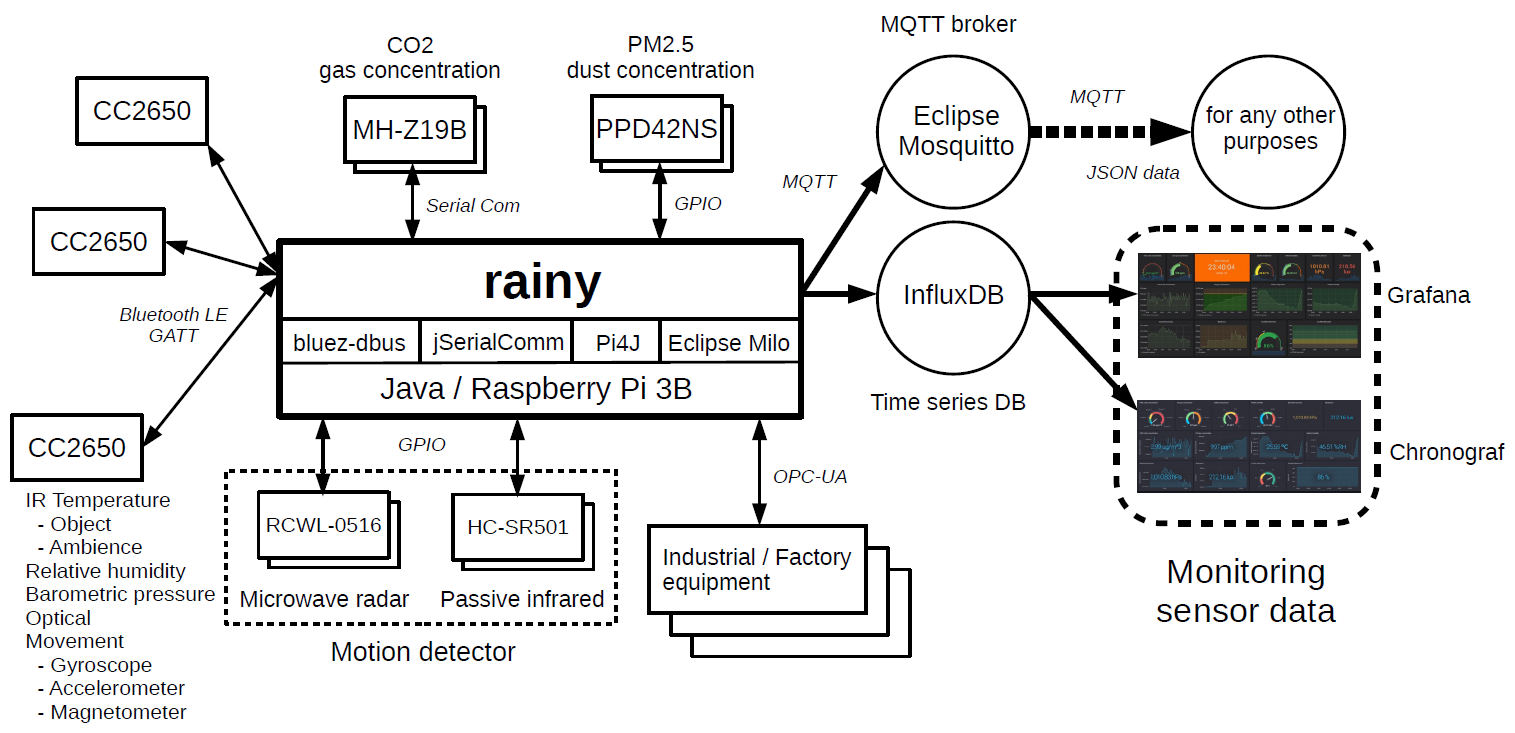 MQTT broker
CO2
gas concentration
PM2.5
dust concentration
CC2650
MH-Z19B
PPD42NS
Eclipse
Mosquitto
MQTT
JSON data
for any other
purposes
Serial Com
GPIO
MQTT
CC2650
Bluetooth LE
GATT
rainy
bluez-dbus
jSerialComm
Pi4J
Eclipse Milo
Java / Raspberry Pi 3B
InfluxDB
Time series DB
23:40:04
Grafana
Chronograf
Monitoring
sensor data
CC2650
IR Temperature
- Object
- Ambience
Relative humidity
Barometric pressure
Optical
Movement
- Gyroscope
- Accelerometer
- Magnetometer
GPIO
RCWL-0516
HC-SR501
Microwave radar
Passive infrared
Motion detector
OPC-UA
Industrial / Factory
equipment